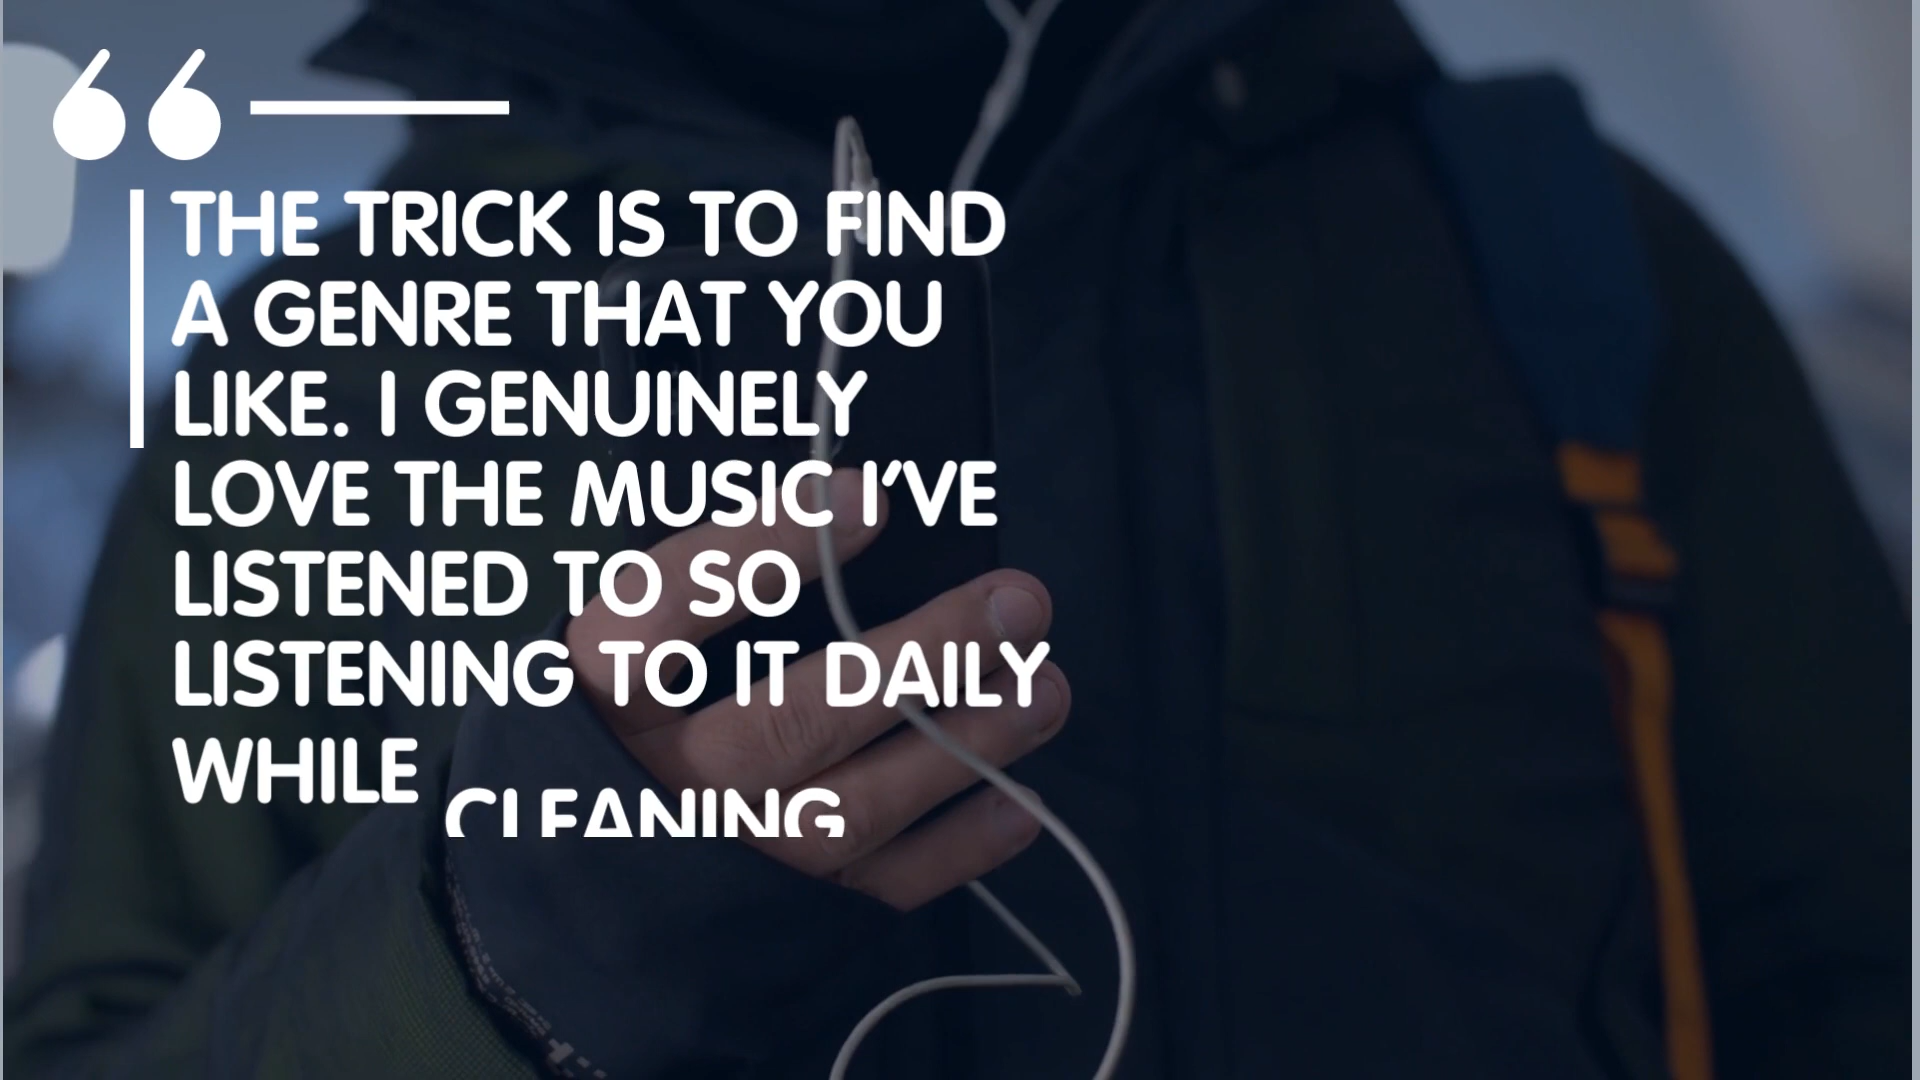 THE TRICK IS TO FIND
A GENRE THAT YOU
LIKE. I GENUINELY
LOVE THE MUSIC I'VE
LISTENED TO SO
LISTENING TO IT DAILY
WHILE CLEANING